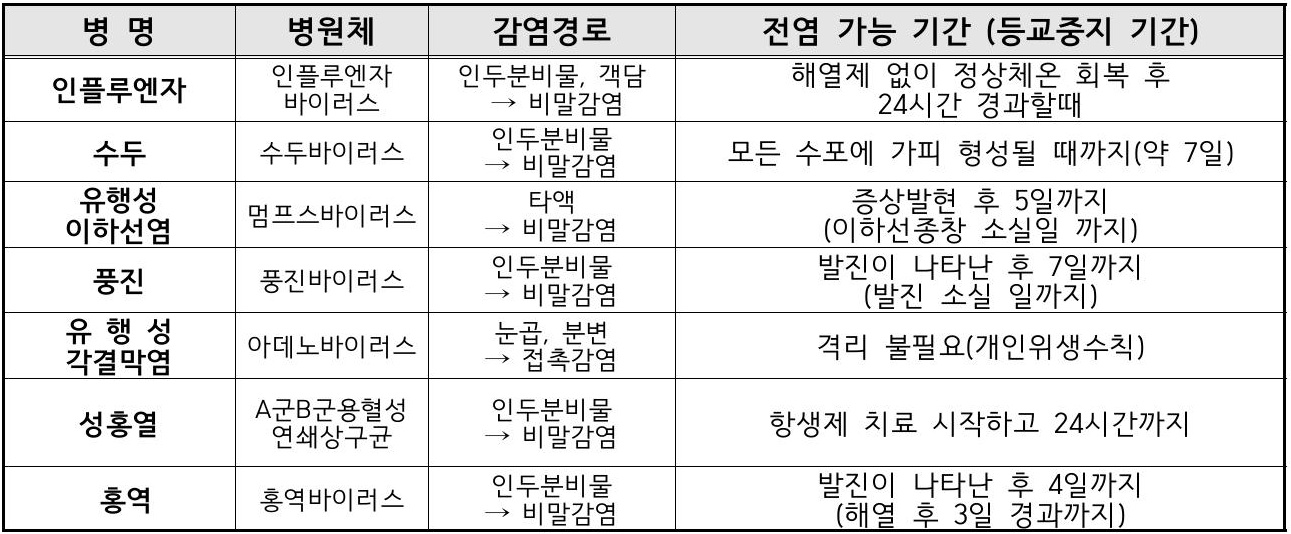 병 명 병원체 감염경로 전염 가능 기간 (등교중지 기간)
인플루엔자
인플루엔자
바이러스
인두분비물, 객담
→ 비말감염
해열제 없이 정상체온 회복 후
24시간 경과할때
수두
수두바이러스
인두분비물
→ 비말감염
모든 수포에 가피 형성될 때까지(약 7일)
유행성
이하선염
멈프스바이러스
타액
→ 비말감염
증상발현 후 5일까지
(이하선종창 소실일 까지)
풍진
풍진바이러스
인두분비물
→ 비말감염
발진이 나타난 후 7일까지
(발진 소실 일까지)
유 행 성
각결막염
아데노바이러스
눈곱, 분변
→ 접촉감염
격리 불필요(개인위생수칙)
성홍열
A군B군용혈성
연쇄상구균
인두분비물
→ 비말감염
항생제 치료 시작하고 24시간까지
홍역
홍역바이러스
인두분비물
→ 비말감염
발진이 나타난 후 4일까지
(해열 후 3일 경과까지)